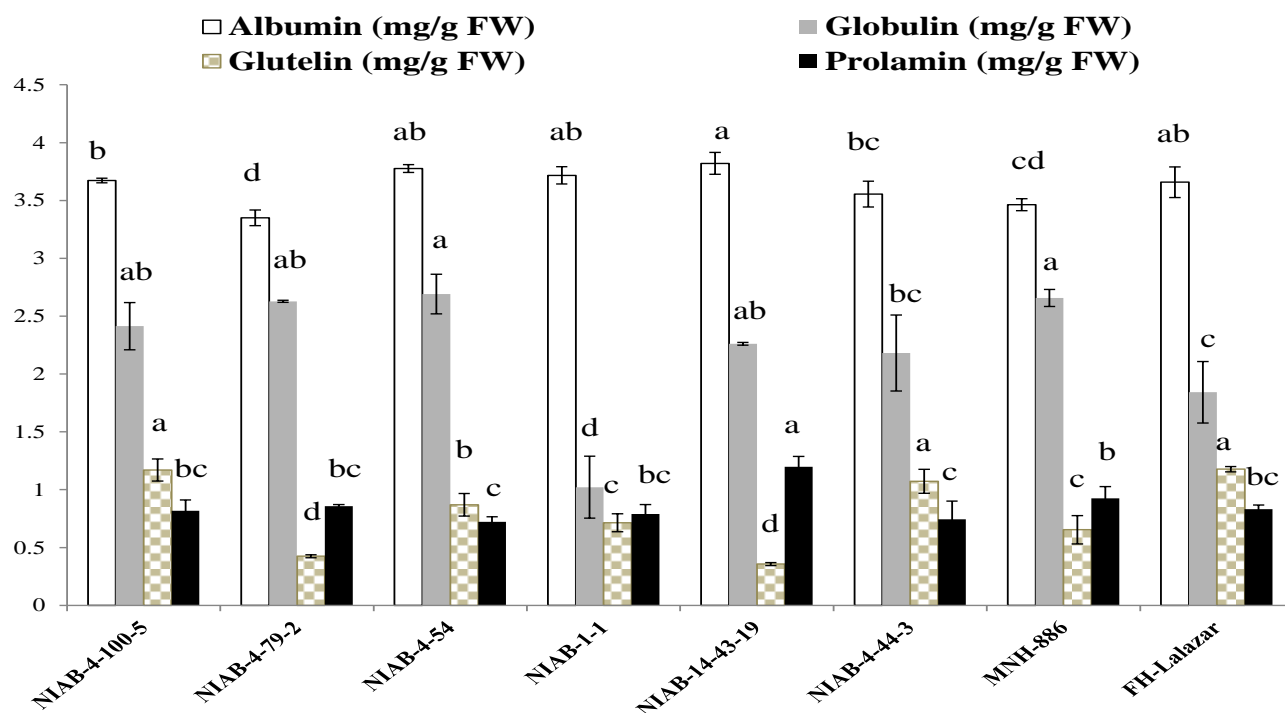 Albumin (mg/g FW) Globulin (mg/g FW)
Glutelin (mg/g FW) Prolamin (mg/g FW)
4.5
4
3.5
3
2.5
2
1.5
1
0.5
0
b ab a bc
d ab d bc
ab a b c
ab d c bc
a ab d a
bc bc a c
cd a c b
ab c a bc
NIAB-4-100-5
NIAB-4-79-2
NIAB-4-54
NIAB-1-1
NIAB-14-43-19
NIAB-4-44-3
MNH-886
FH-Lalazar